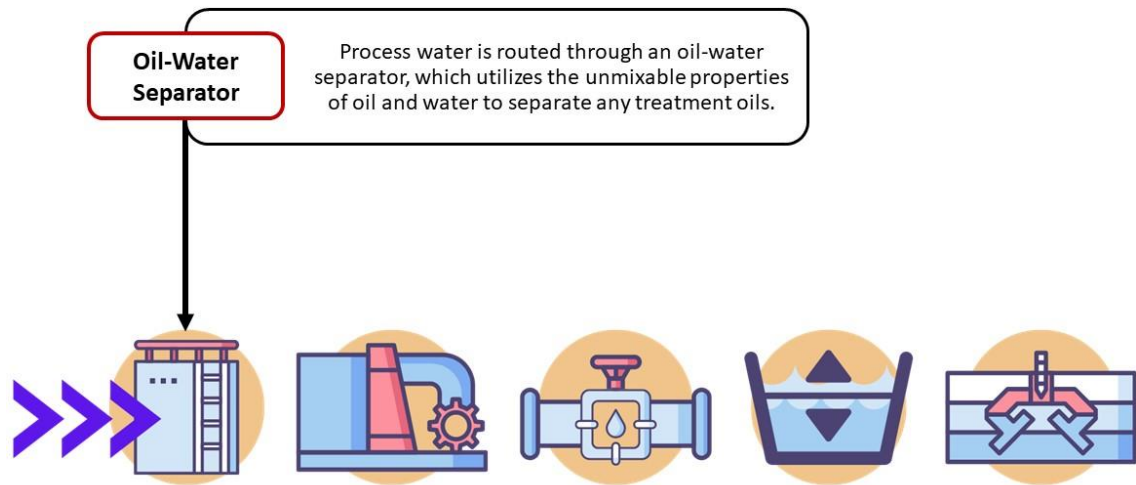 Oil-Water
Separator
Process water is routed through an oil-water
separator, which utilizes the unmixable properties
of oil and water to separate any treatment oils.